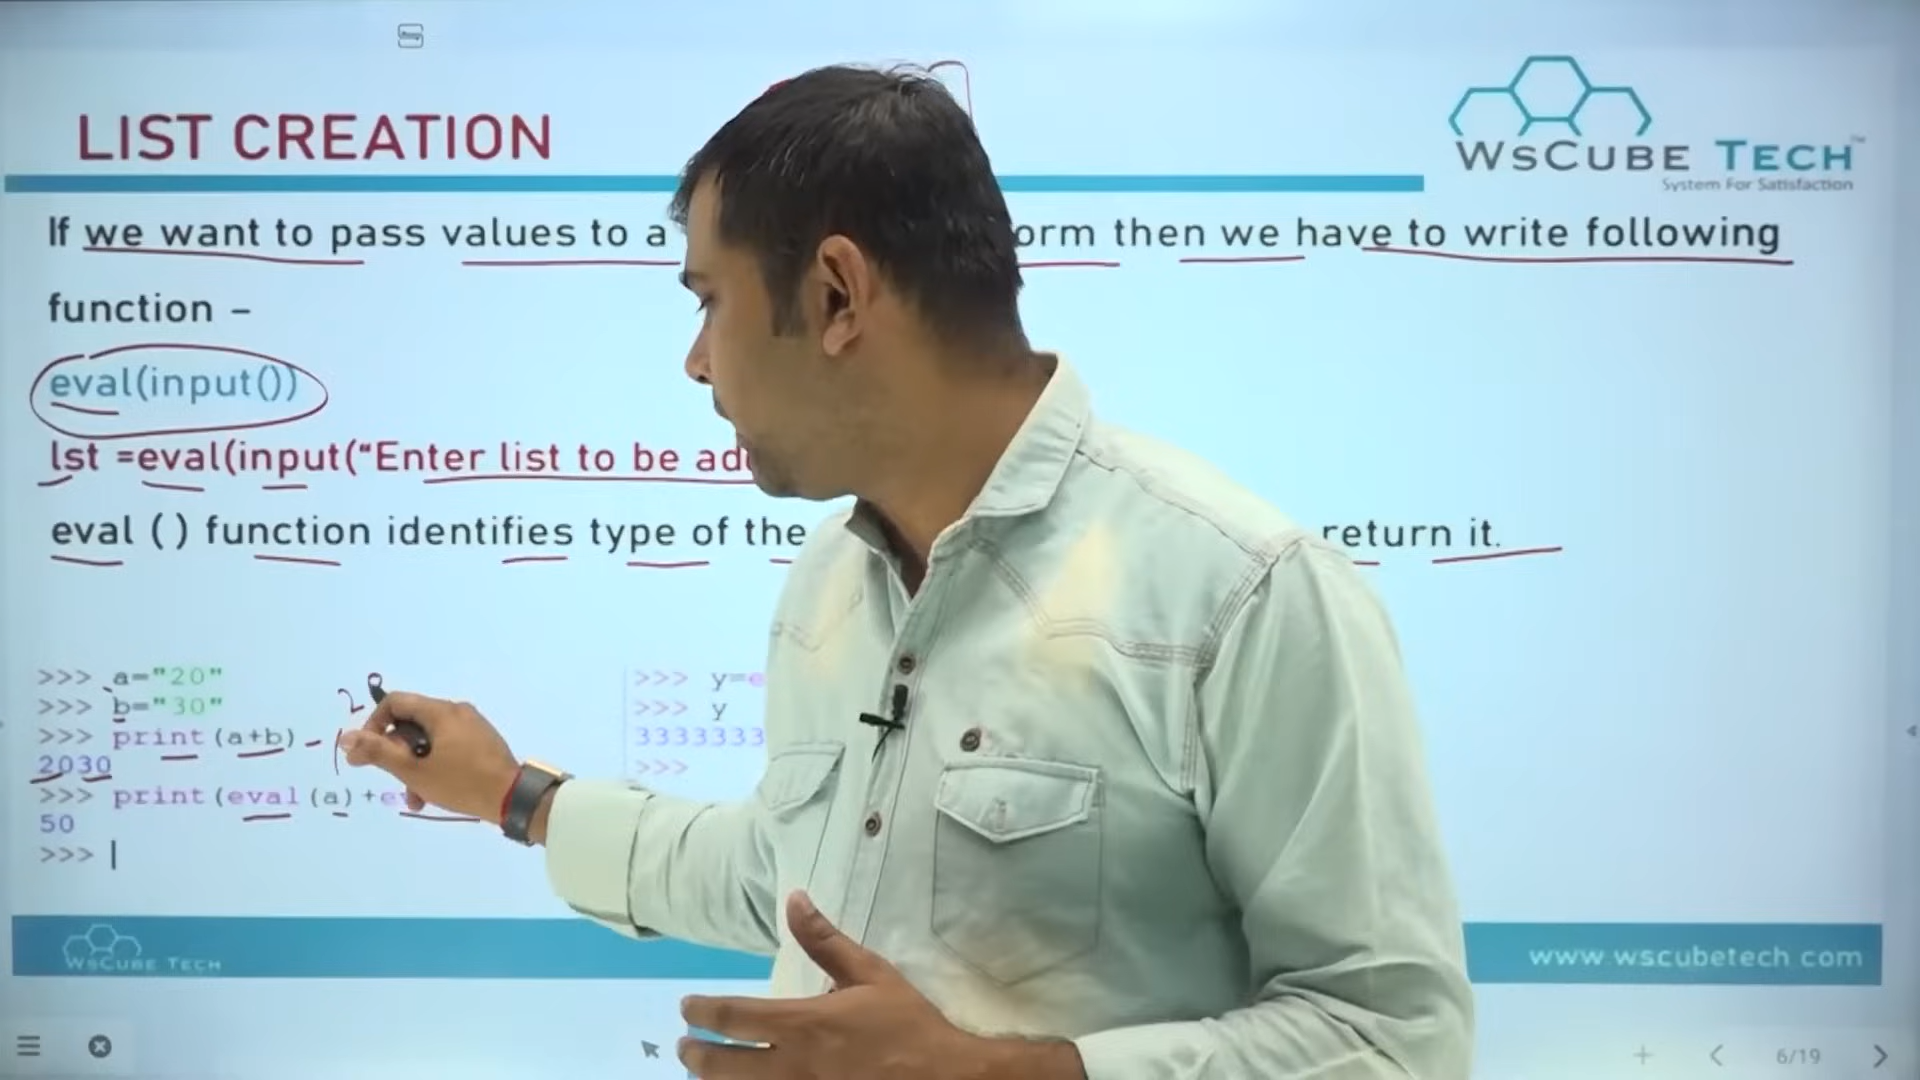 LIST CREATION
WsCube Tech
System For Satisfaction
If we want to pass values to a orm then we have to write following
function –
eval(input())
lst =eval(input(“Enter list to be
eval ( ) function identifies type of the return it.
>>> a="20"
>>> b="30"
>>> print(a+b)
2030
>>> print(eval(a)+
50
>>>
2
>>> y=e
>>> y
3333333
>>>
WsCube Tech
www.wscubetech.com
6/19